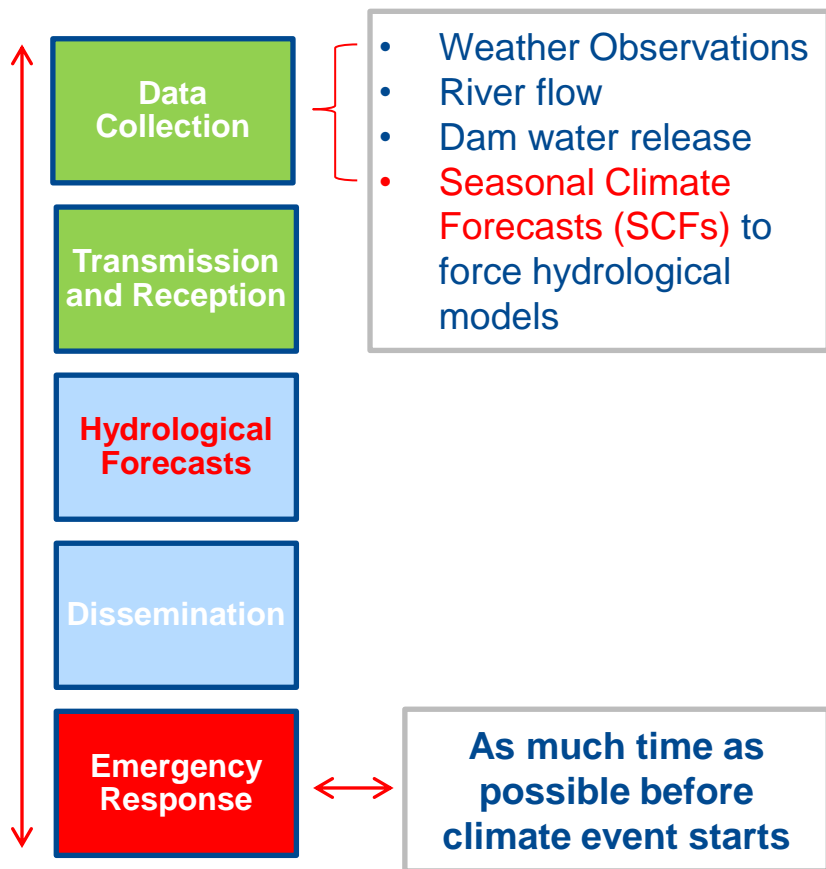 Data
Collection
• Weather Observations
• River flow
• Dam water release
• Seasonal Climate
Forecasts (SCFs) to
force hydrological
models
Transmission
and Reception
Hydrological
Forecasts
Dissemination
Emergency
Response
As much time as
possible before
climate event starts